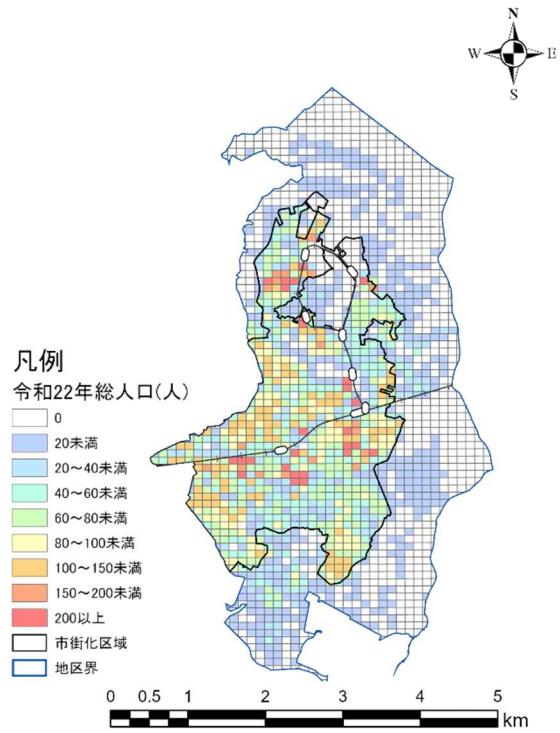 N
W E
S
凡例
令和22年総人口(人)
0
20未満
20～40未満
40～60未満
60～80未満
80～100未満
100～150未満
150～200未満
200以上
市街化区域
地区界
0 0.5 1 2 3 4 5
km